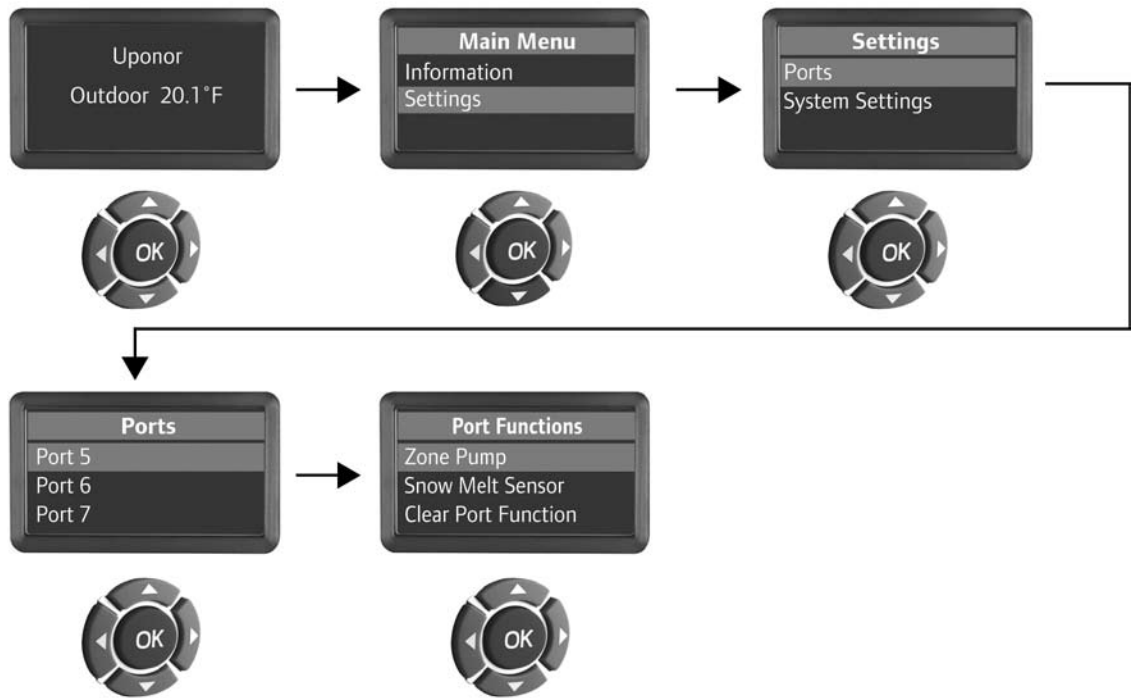 Uponor
Outdoor 20.1°F
OK
Main Menu
Information
Settings
OK
Settings
Ports
System Settings
OK
Ports
Port 5
Port 6
Port 7
OK
Port Functions
Zone Pump
Snow Melt Sensor
Clear Port Function
OK